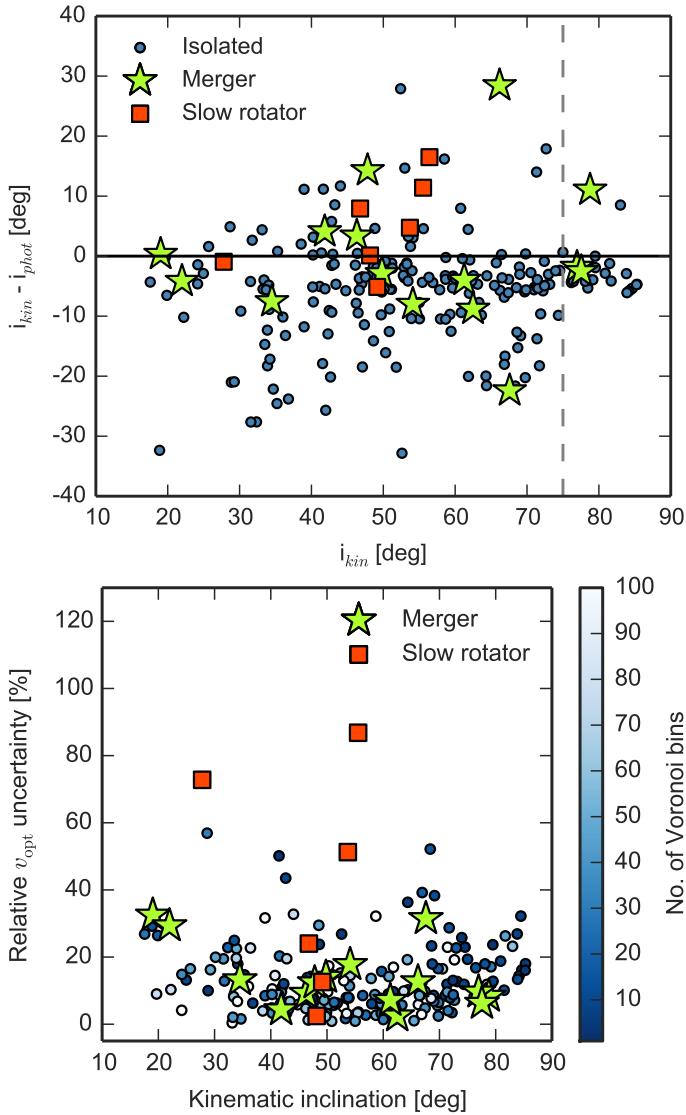 40
30
20
10
0
-10
-20
-30
-40
i_kin - i_phot [deg]
Isolated
Merger
Slow rotator
10 20 30 40 50 60 70 80 90
i_kin [deg]
120
100
80
60
40
20
0
Relative v_opt uncertainty [%]
Merger
Slow rotator
10 20 30 40 50 60 70 80 90
Kinematic inclination [deg]
100
90
80
70
60
50
40
30
20
10
No. of Voronoi bins